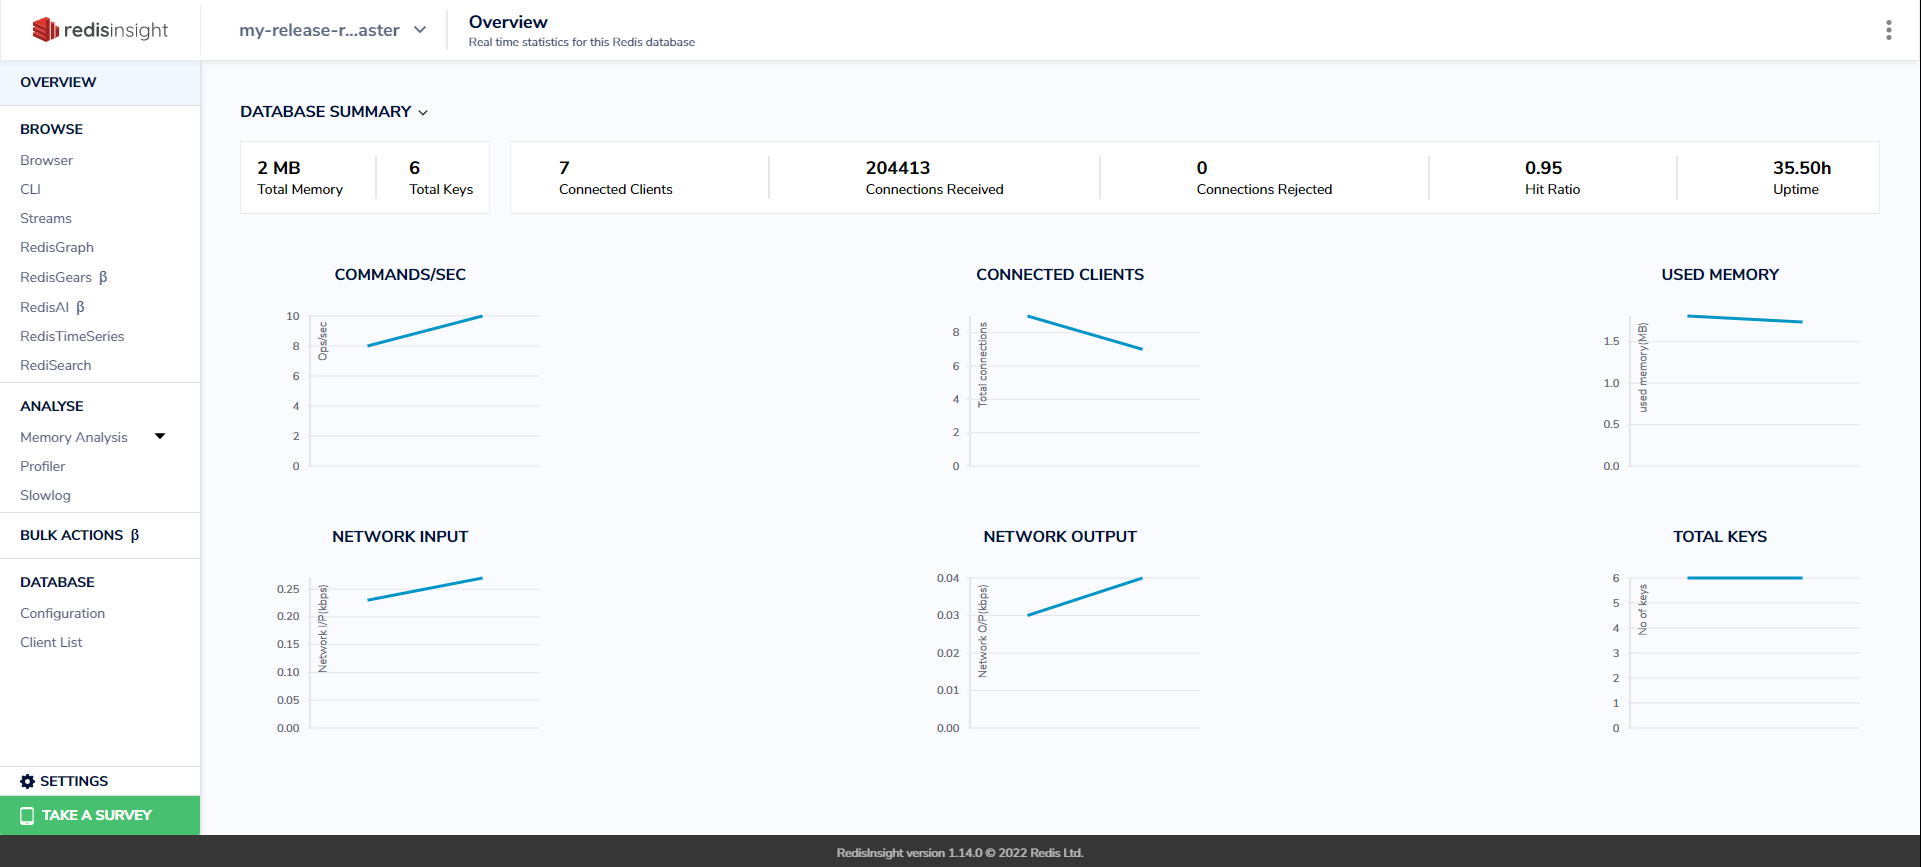 redisinsight
my-release-r...aster
Overview
Real time statistics for this Redis database
OVERVIEW
BROWSE
Browser
CLI
Streams
RedisGraph
RedisGears β
RedisAI β
RedisTimeSeries
RediSearch
ANALYSE
Memory Analysis
Profiler
Slowlog
BULK ACTIONS β
DATABASE
Configuration
Client List
SETTINGS
TAKE A SURVEY
DATABASE SUMMARY
2 MB
Total Memory
6
Total Keys
7
Connected Clients
204413
Connections Received
0
Connections Rejected
0.95
Hit Ratio
35.50h
Uptime
COMMANDS/SEC
10
8
6
4
2
0
Ops/sec
CONNECTED CLIENTS
8
6
4
2
0
Total connections
USED MEMORY
1.5
1.0
0.5
0.0
used memory(MB)
NETWORK INPUT
0.25
0.20
0.15
0.10
0.05
0.00
Network I/P(kbps)
NETWORK OUTPUT
0.04
0.03
0.02
0.01
0.00
Network O/P(kbps)
TOTAL KEYS
6
5
4
3
2
1
0
No of keys
RedisInsight version 1.14.0 © 2022 Redis Ltd.